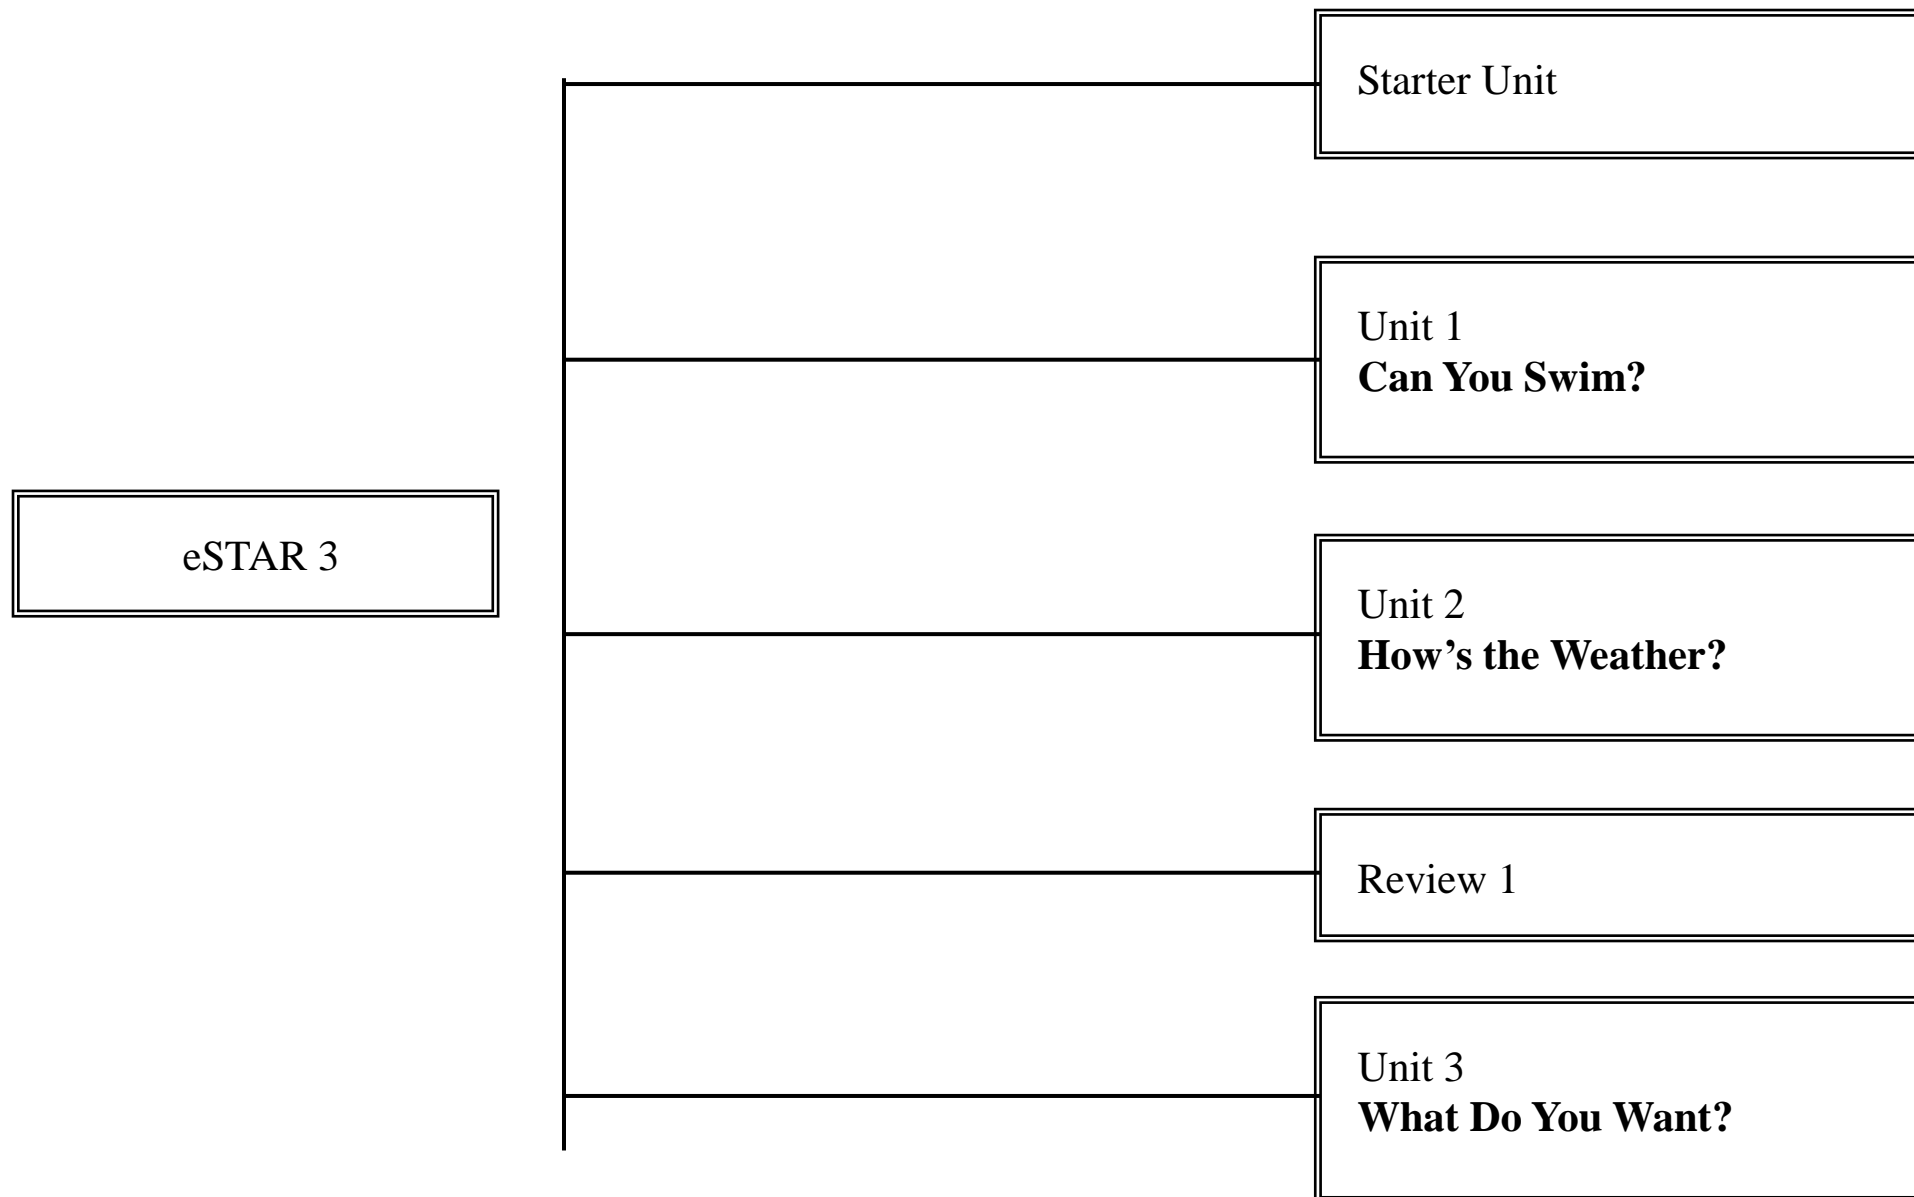 Starter Unit
Unit 1
Can You Swim?
eSTAR 3
Unit 2
How’s the Weather?
Review 1
Unit 3
What Do You Want?